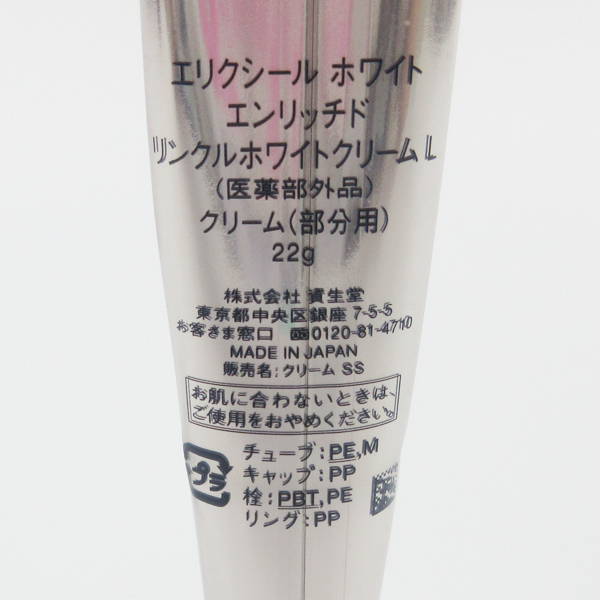 エリクシール ホワイト
エンリッチド
リンクルホワイトクリーム L
(医薬部外品)
クリーム(部分用)
22g
株式会社 資生堂
東京都中央区銀座 7-5-5
お客さま窓口 ☎0120-81-4710
MADE IN JAPAN
販売名:クリーム SS
お肌に合わないときは、
ご使用をおやめください。
プラ
チューブ:PE,M
キャップ:PP
栓:PBT,PE
リング:PP